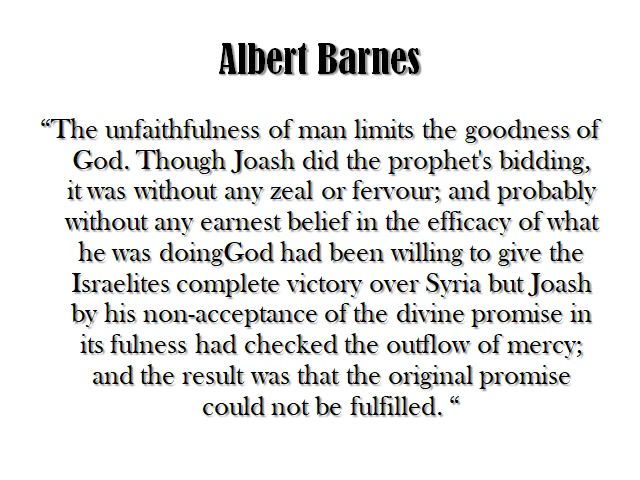 Albert Barnes
“The unfaithfulness of man limits the goodness of
God. Though Joash did the prophet's bidding,
it was without any zeal or fervour; and probably
without any earnest belief in the efficacy of what
he was doingGod had been willing to give the
Israelites complete victory over Syria but Joash
by his non-acceptance of the divine promise in
its fulness had checked the outflow of mercy;
and the result was that the original promise
could not be fulfilled. “